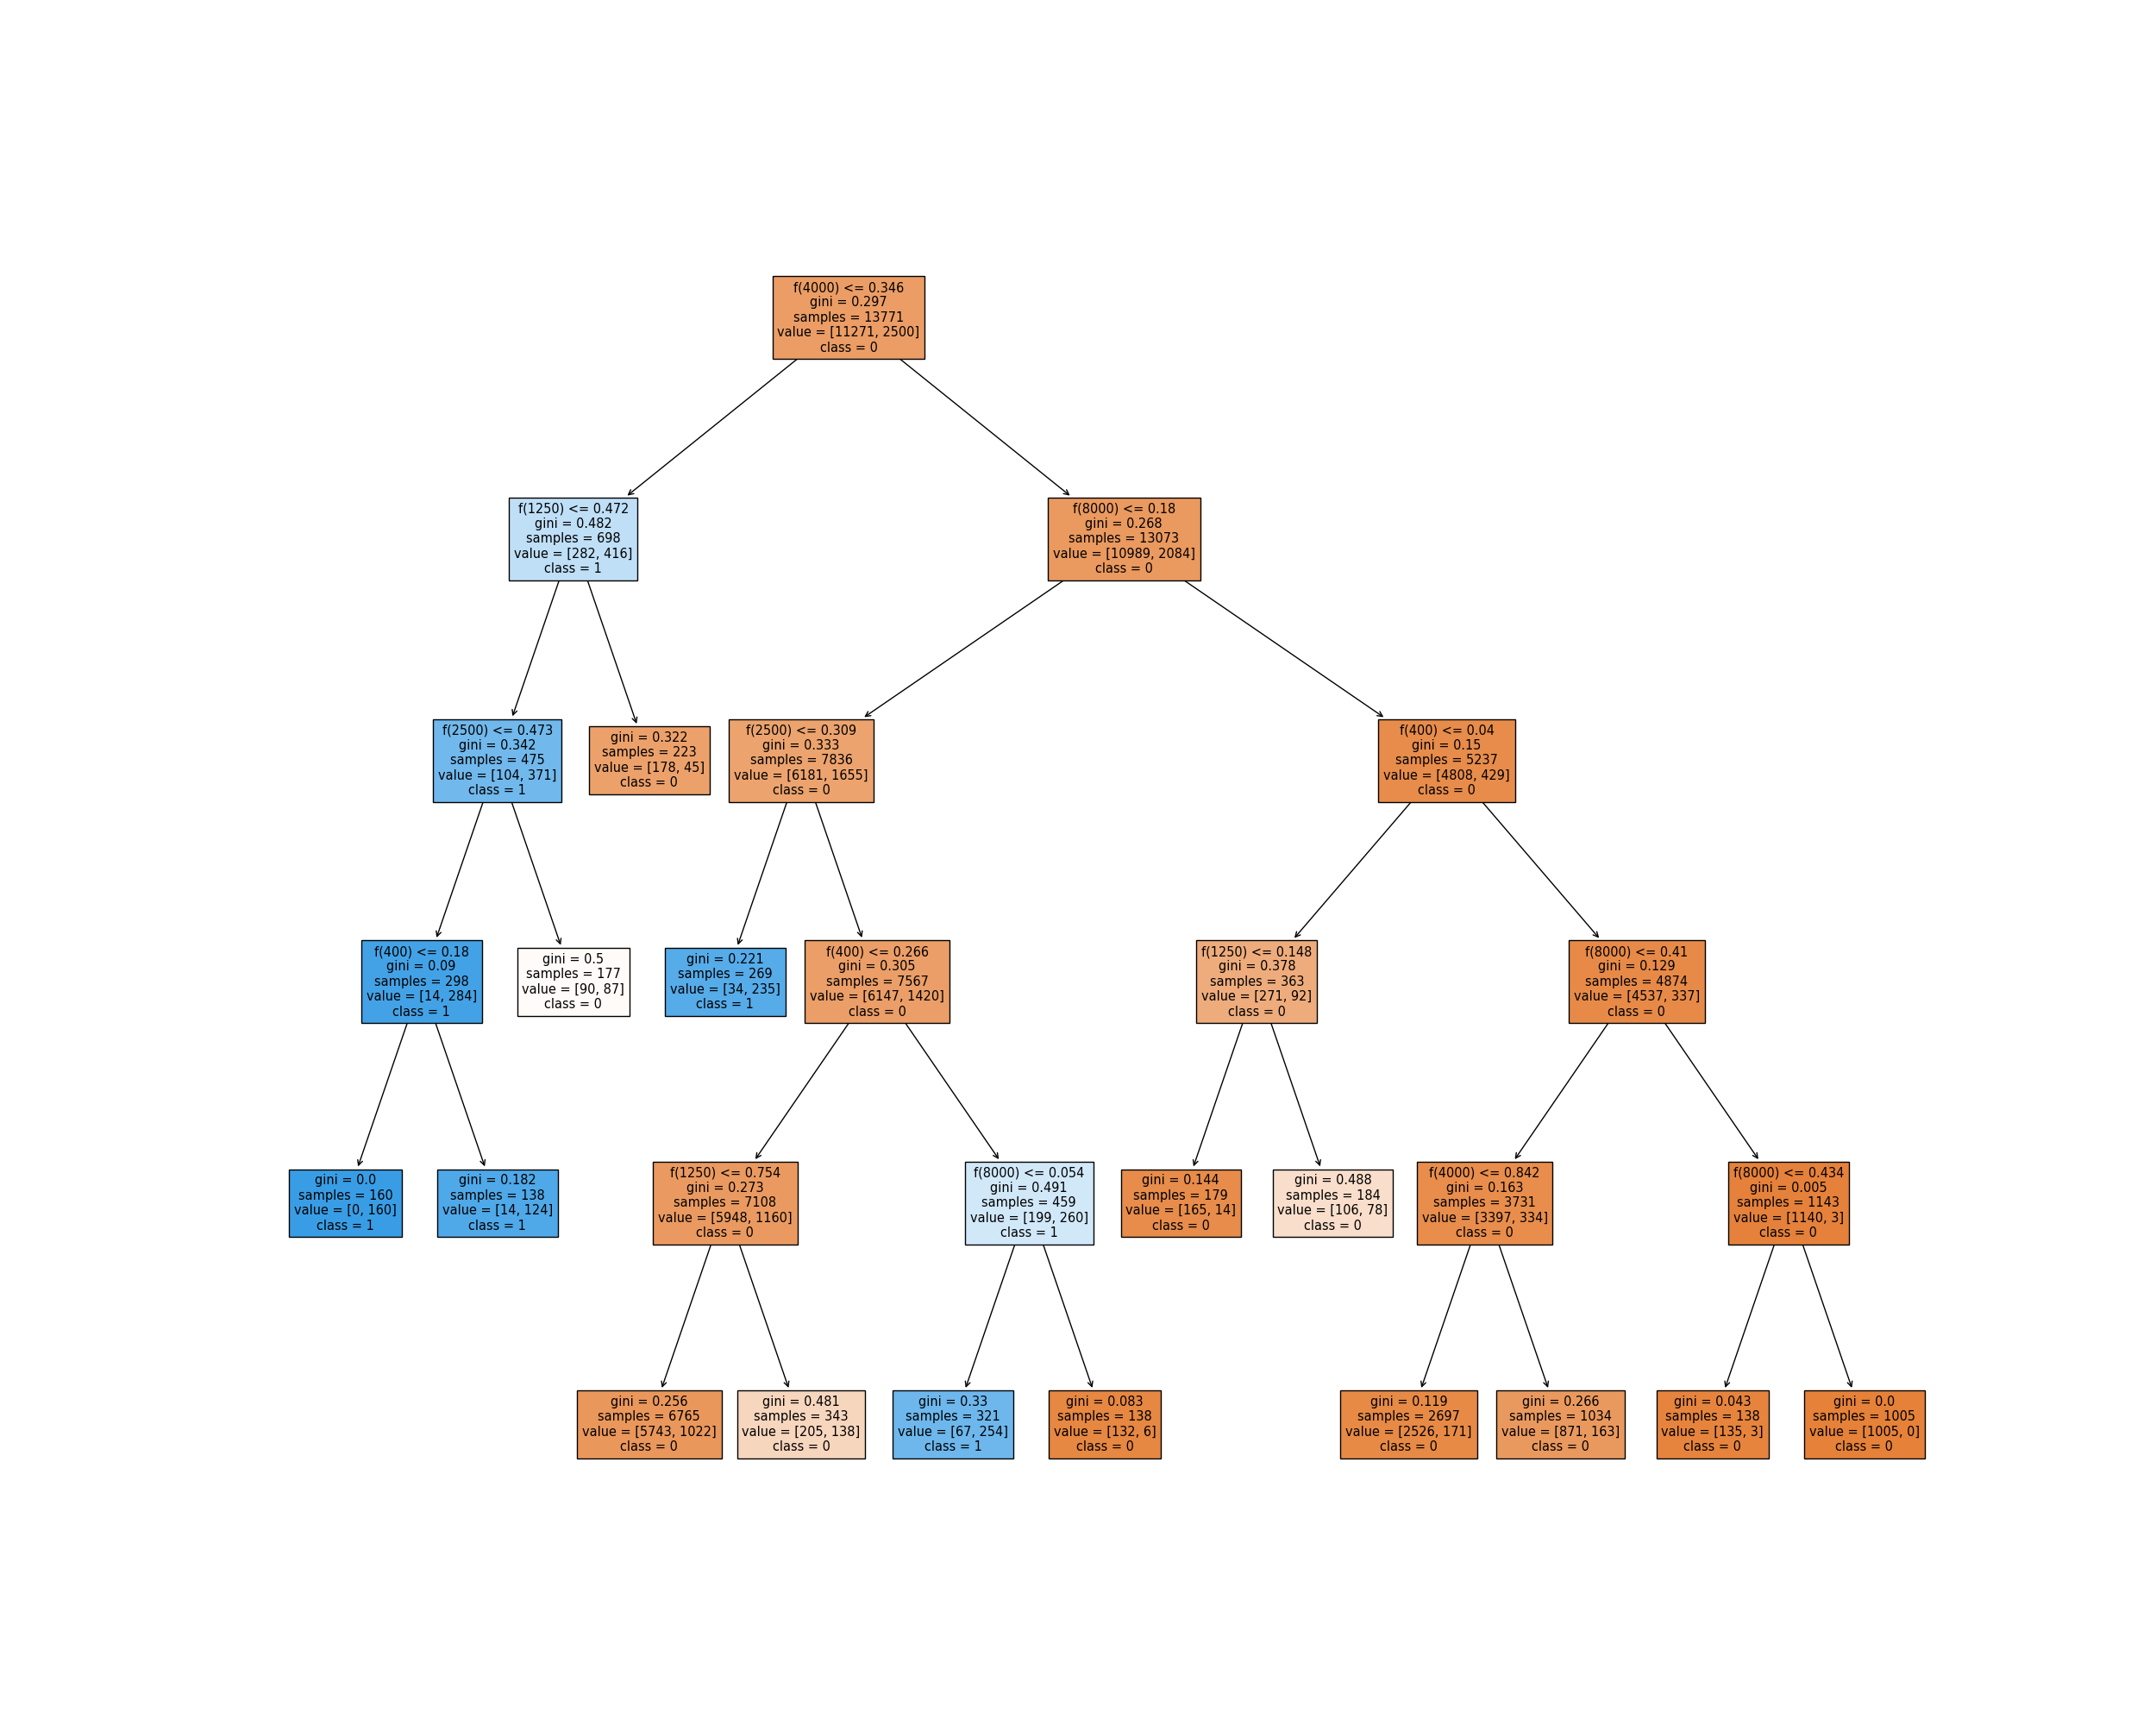 f(4000) <= 0.346
gini = 0.297
samples = 13771
value = [11271, 2500]
class = 0
f(1250) <= 0.472
gini = 0.482
samples = 698
value = [282, 416]
class = 1
f(8000) <= 0.18
gini = 0.268
samples = 13073
value = [10989, 2084]
class = 0
f(2500) <= 0.473
gini = 0.342
samples = 475
value = [104, 371]
class = 1
gini = 0.322
samples = 223
value = [178, 45]
class = 0
f(2500) <= 0.309
gini = 0.333
samples = 7836
value = [6181, 1655]
class = 0
f(400) <= 0.04
gini = 0.15
samples = 5237
value = [4808, 429]
class = 0
f(400) <= 0.18
gini = 0.09
samples = 298
value = [14, 284]
class = 1
gini = 0.5
samples = 177
value = [90, 87]
class = 0
gini = 0.221
samples = 269
value = [34, 235]
class = 1
f(400) <= 0.266
gini = 0.305
samples = 7567
value = [6147, 1420]
class = 0
f(1250) <= 0.148
gini = 0.378
samples = 363
value = [271, 92]
class = 0
f(8000) <= 0.41
gini = 0.129
samples = 4874
value = [4537, 337]
class = 0
gini = 0.0
samples = 160
value = [0, 160]
class = 1
gini = 0.182
samples = 138
value = [14, 124]
class = 1
f(1250) <= 0.754
gini = 0.273
samples = 7108
value = [5948, 1160]
class = 0
f(8000) <= 0.054
gini = 0.491
samples = 459
value = [199, 260]
class = 1
gini = 0.144
samples = 179
value = [165, 14]
class = 0
gini = 0.488
samples = 184
value = [106, 78]
class = 0
f(4000) <= 0.842
gini = 0.163
samples = 3731
value = [3397, 334]
class = 0
f(8000) <= 0.434
gini = 0.005
samples = 1143
value = [1140, 3]
class = 0
gini = 0.256
samples = 6765
value = [5743, 1022]
class = 0
gini = 0.481
samples = 343
value = [205, 138]
class = 0
gini = 0.33
samples = 321
value = [67, 254]
class = 1
gini = 0.083
samples = 138
value = [132, 6]
class = 0
gini = 0.119
samples = 2697
value = [2526, 171]
class = 0
gini = 0.266
samples = 1034
value = [871, 163]
class = 0
gini = 0.043
samples = 138
value = [135, 3]
class = 0
gini = 0.0
samples = 1005
value = [1005, 0]
class = 0